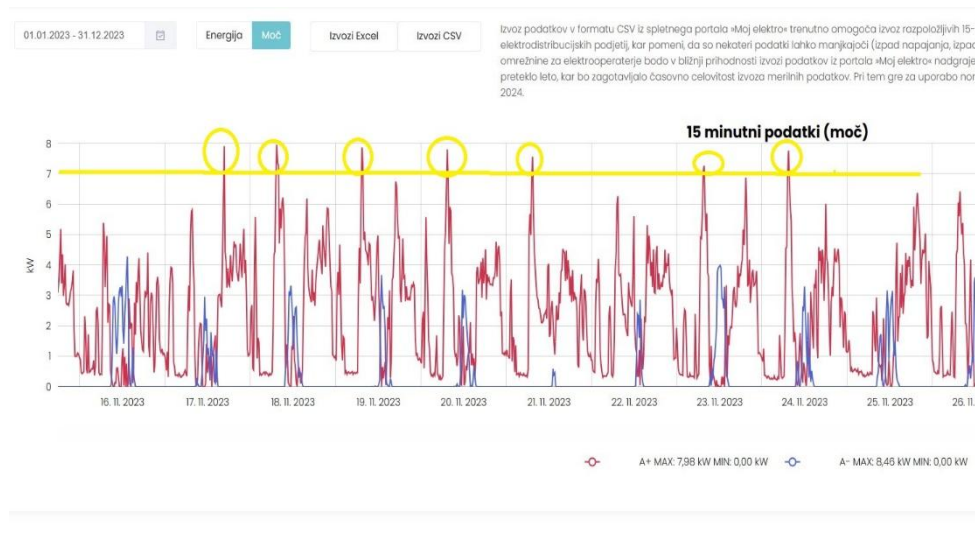 01.01.2023 - 31.12.2023
Energija
Moč
Izvozi Excel
Izvozi CSV
Izvoz podatkov v formatu CSV iz spletnega portala »Moj elektro« trenutno omogoča izvoz razpoložljivih 15-
elektrodistribucijskih podjetij, kar pomeni, da so nekateri podatki lahko manjkajoči (izpad napajanja, izpad
omrežnine za elektrooperaterje bodo v bližnji prihodnosti izvozi podatkov iz portala »Moj elektro« nadgraje
preteklo leto, kar bo zagotavljalo časovno celovitost izvoza merilnih podatkov. Pri tem gre za uporabo nor
2024.
15 minutni podatki (moč)
8
7
6
5
4
3
2
1
0
kW
16. 11. 2023
17. 11. 2023
18. 11. 2023
19. 11. 2023
20. 11. 2023
21. 11. 2023
22. 11. 2023
23. 11. 2023
24. 11. 2023
25. 11. 2023
26. 11.
A+ MAX: 7,98 kW MIN: 0,00 kW
A- MAX: 8,46 kW MIN: 0,00 kW